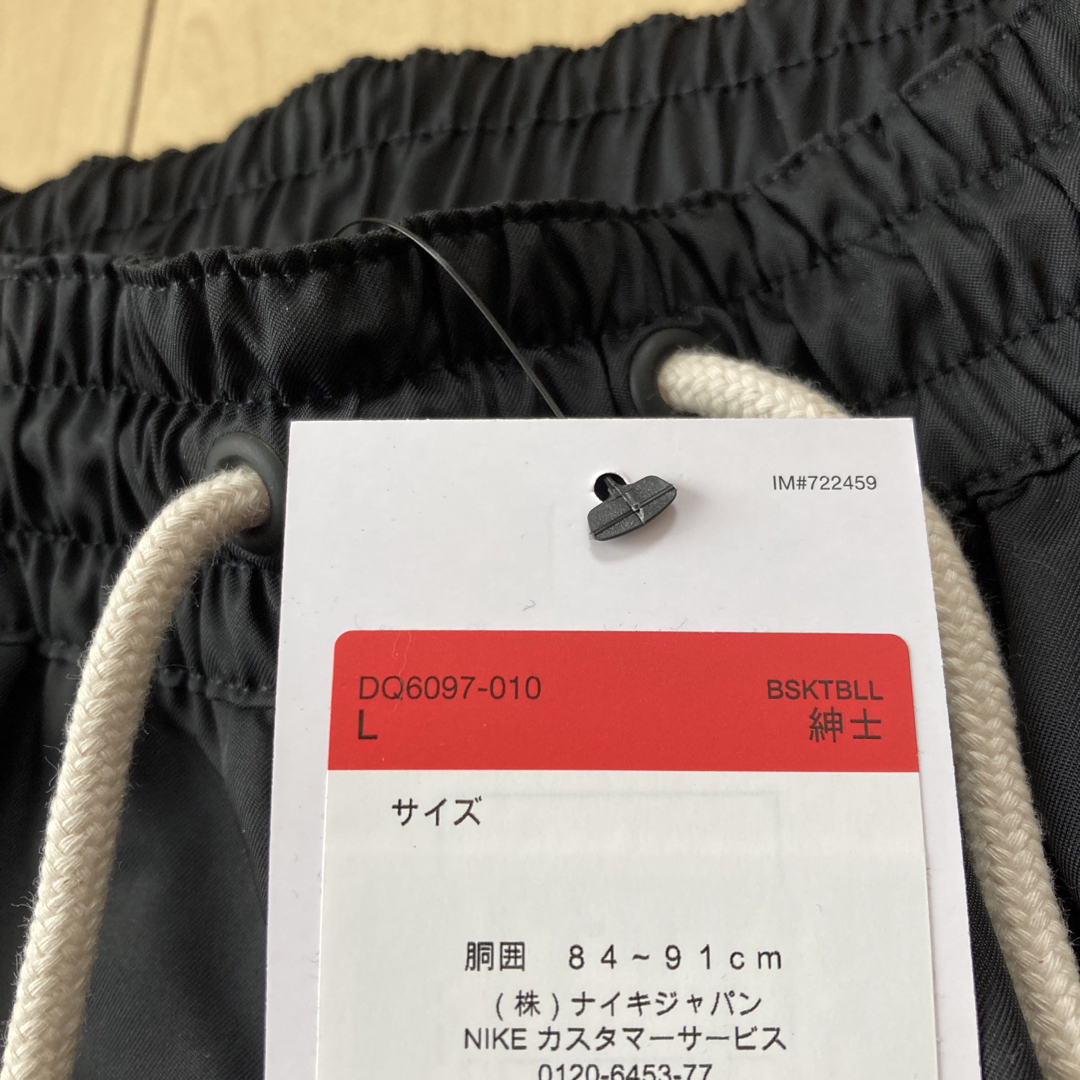 IM#722459
DQ6097-010
BSKTBLL
L
紳士
サイズ
胴囲 84~91cm
(株)ナイキジャパン
NIKE カスタマーサービス
0120-6453-77